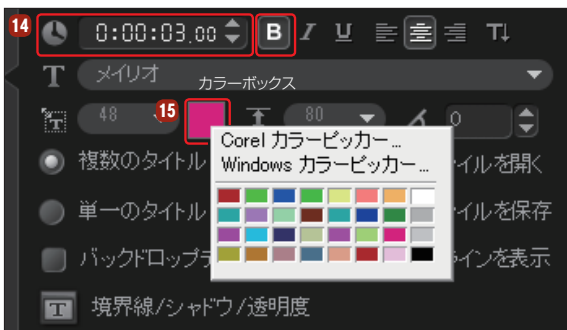 14 0:00:03.00 B I U T
T メイリオ
カラーボックス
48 15 80 0
Corel カラーピッカー...
Windows カラーピッカー...
複数のタイトル イルを開く
単一のタイトル イルを保存
バックドロップ ラインを表示
T 境界線/シャドウ/透明度